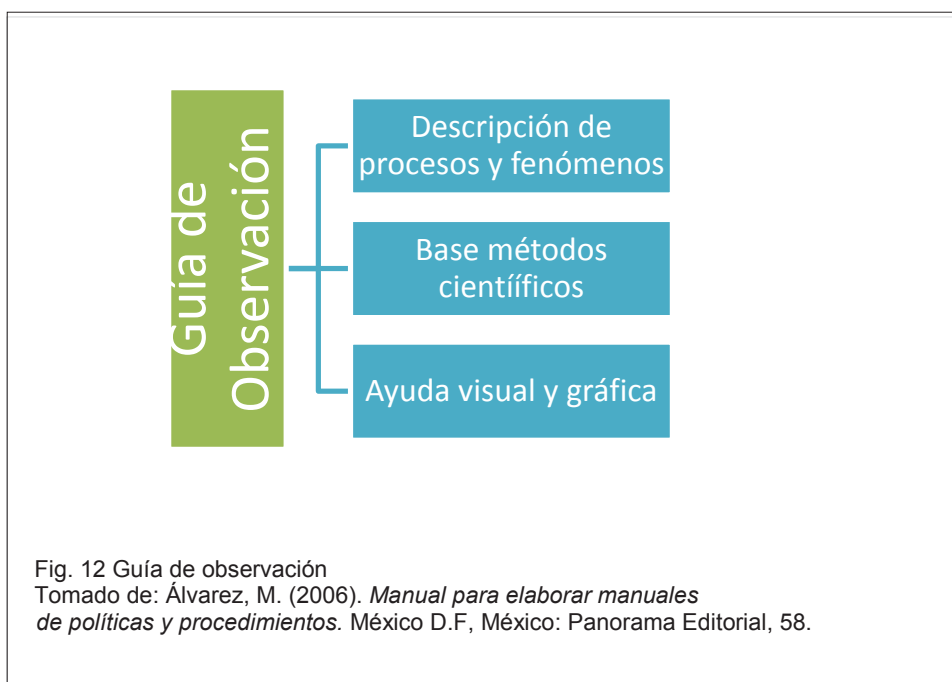 Guía de
Observación
Descripción de
procesos y fenómenos
Base métodos
cientiíficos
Ayuda visual y gráfica
Fig. 12 Guía de observación
Tomado de: Álvarez, M. (2006). Manual para elaborar manuales
de políticas y procedimientos. México D.F, México: Panorama Editorial, 58.